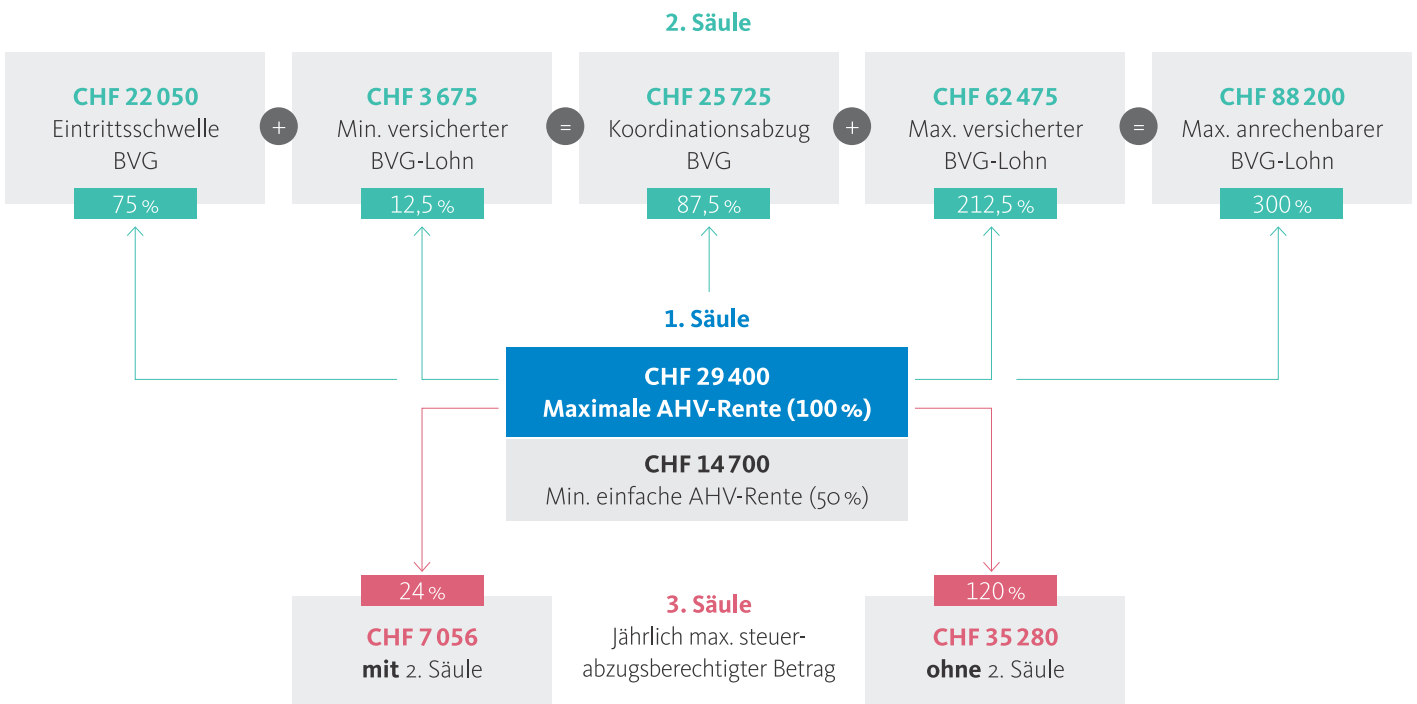 2. Säule
CHF 22 050
Eintrittsschwelle
BVG
75 %
+
CHF 3 675
Min. versicherter
BVG-Lohn
12,5 %
=
CHF 25 725
Koordinationsabzug
BVG
87,5 %
+
CHF 62 475
Max. versicherter
BVG-Lohn
212,5 %
=
CHF 88 200
Max. anrechenbarer
BVG-Lohn
300 %
1. Säule
CHF 29 400
Maximale AHV-Rente (100 %)
CHF 14 700
Min. einfache AHV-Rente (50 %)
24 %
CHF 7 056
mit 2. Säule
3. Säule
Jährlich max. steuer-
abzugsberechtigter Betrag
120 %
CHF 35 280
ohne 2. Säule